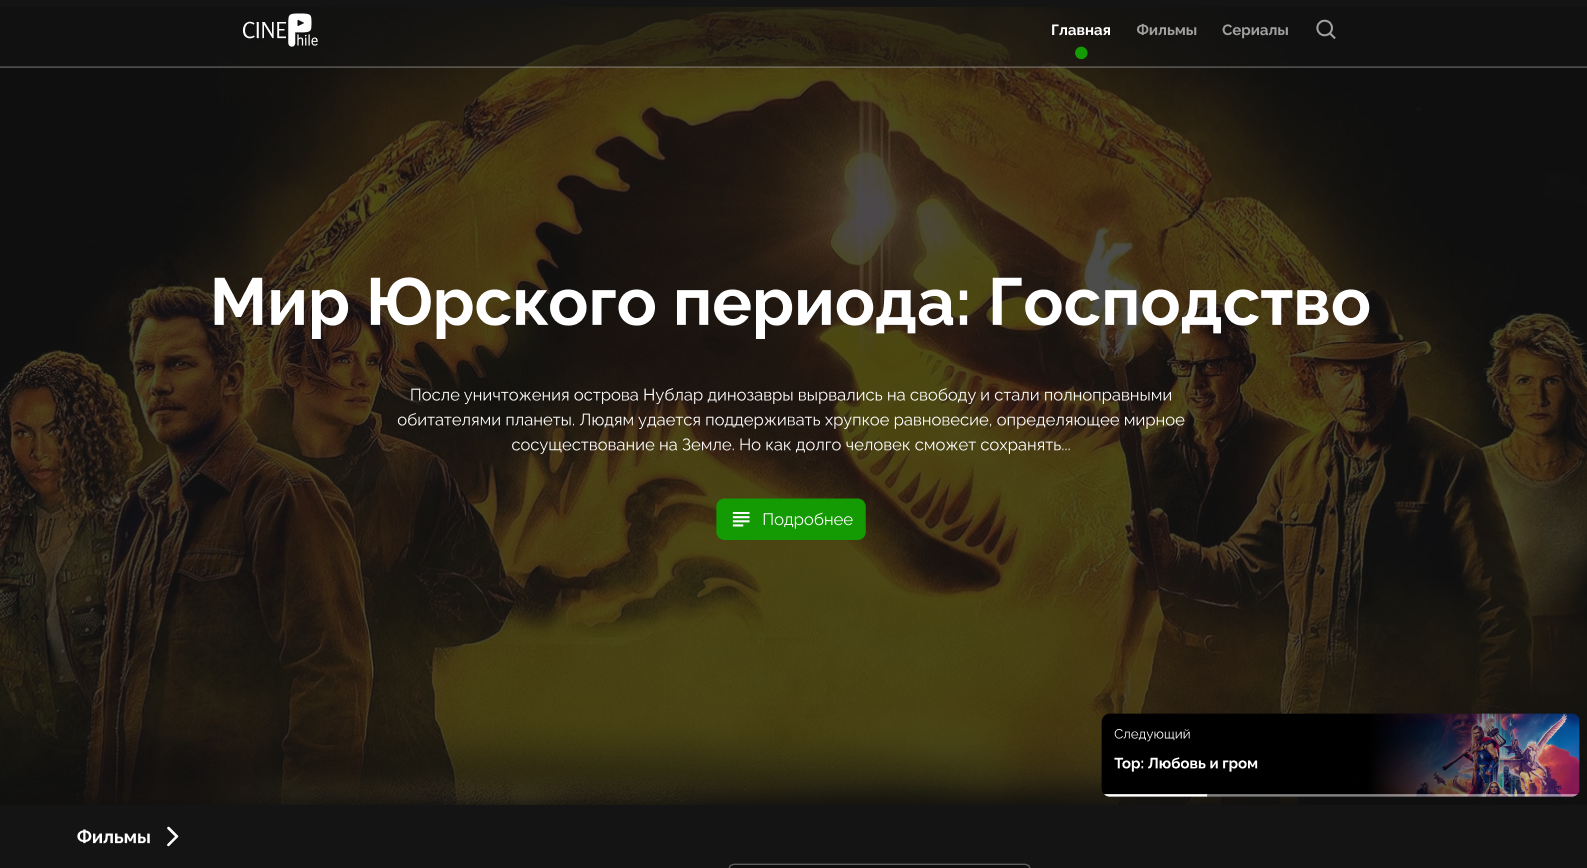 CINEPhile
Главная
Фильмы
Сериалы
Мир Юрского периода: Господство
После уничтожения острова Нублар динозавры вырвались на свободу и стали полноправными
обитателями планеты. Людям удается поддерживать хрупкое равновесие, определяющее мирное
сосуществование на Земле. Но как долго человек сможет сохранять...
Подробнее
Следующий
Тор: Любовь и гром
Фильмы